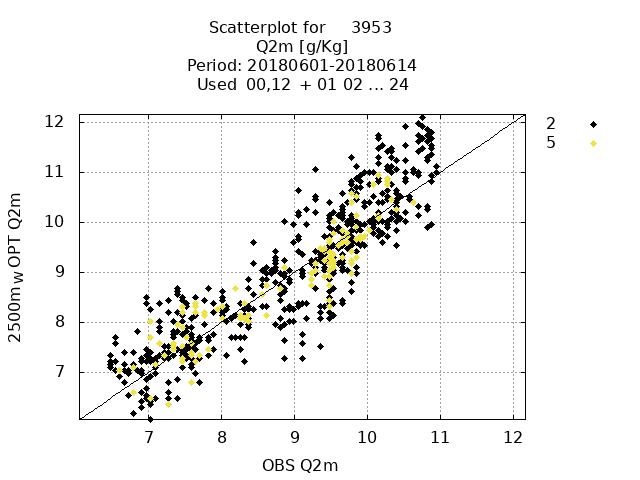 Scatterplot for 3953
Q2m [g/Kg]
Period: 20180601-20180614
Used 00,12 + 01 02 ... 24
2
5
12
11
10
9
8
7
2500m w OPT Q2m
7 8 9 10 11 12
OBS Q2m